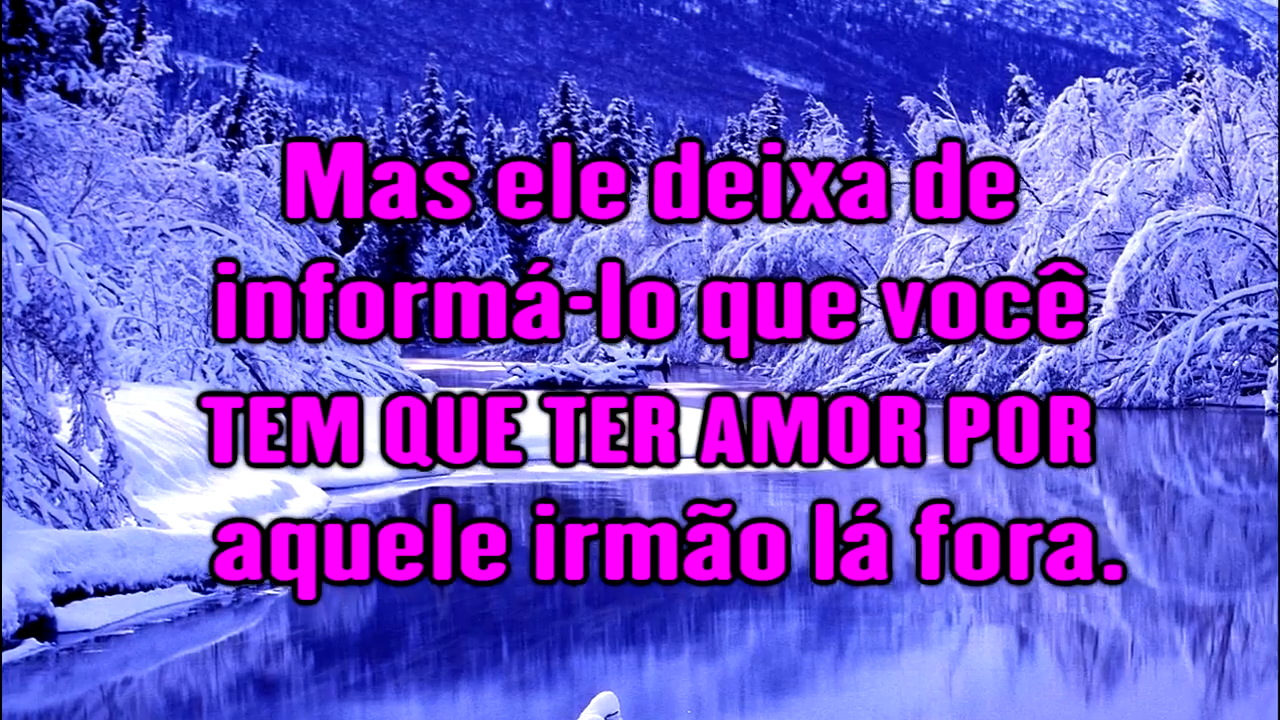 Mas ele deixa de
informá-lo que você
TEM QUE TER AMOR POR
aquele irmão lá fora.